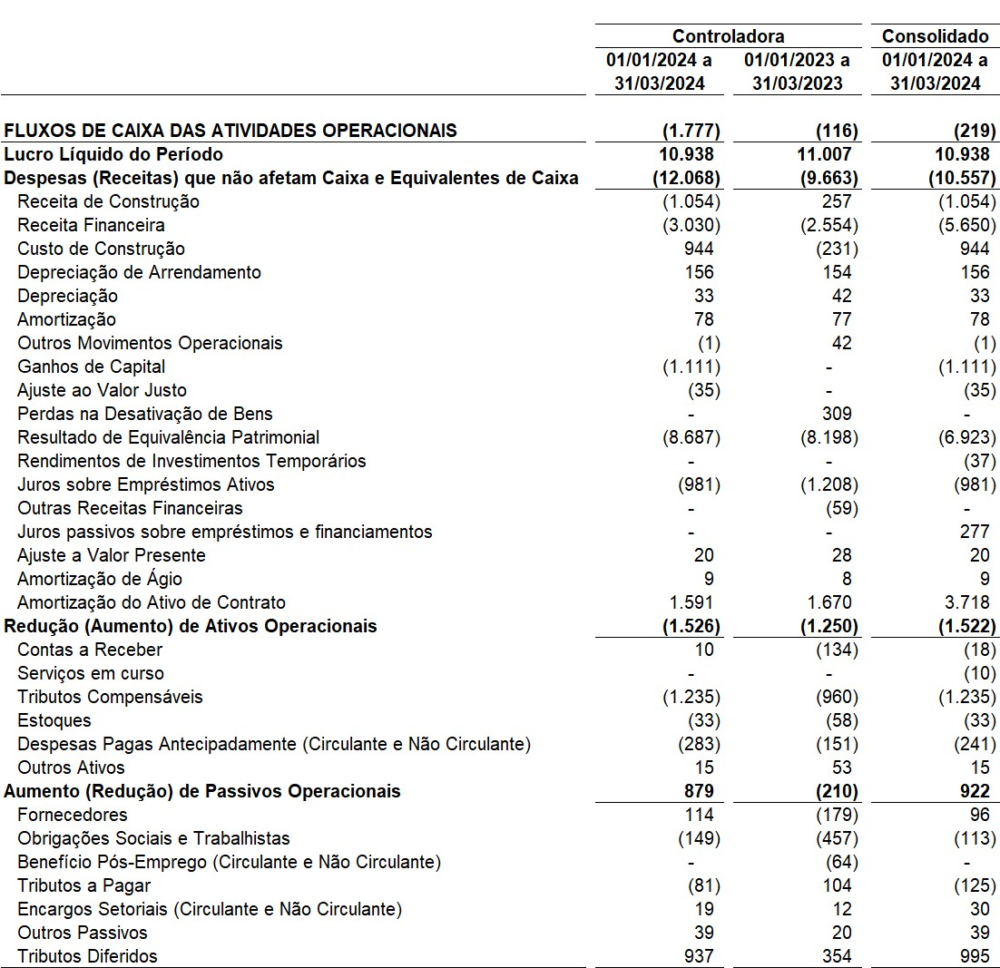 Controladora Consolidado
01/01/2024 a 01/01/2023 a 01/01/2024 a
31/03/2024 31/03/2023 31/03/2024
FLUXOS DE CAIXA DAS ATIVIDADES OPERACIONAIS (1.777) (116) (219)
Lucro Líquido do Período 10.938 11.007 10.938
Despesas (Receitas) que não afetam Caixa e Equivalentes de Caixa (12.068) (9.663) (10.557)
Receita de Construção (1.054) 257 (1.054)
Receita Financeira (3.030) (2.554) (5.650)
Custo de Construção 944 (231) 944
Depreciação de Arrendamento 156 154 156
Depreciação 33 42 33
Amortização 78 77 78
Outros Movimentos Operacionais (1) 42 (1)
Ganhos de Capital (1.111) - (1.111)
Ajuste ao Valor Justo (35) - (35)
Perdas na Desativação de Bens - 309 -
Resultado de Equivalência Patrimonial (8.687) (8.198) (6.923)
Rendimentos de Investimentos Temporários - - (37)
Juros sobre Empréstimos Ativos (981) (1.208) (981)
Outras Receitas Financeiras - (59) -
Juros passivos sobre empréstimos e financiamentos - - 277
Ajuste a Valor Presente 20 28 20
Amortização de Ágio 9 8 9
Amortização do Ativo de Contrato 1.591 1.670 3.718
Redução (Aumento) de Ativos Operacionais (1.526) (1.250) (1.522)
Contas a Receber 10 (134) (18)
Serviços em curso - - (10)
Tributos Compensáveis (1.235) (960) (1.235)
Estoques (33) (58) (33)
Despesas Pagas Antecipadamente (Circulante e Não Circulante) (283) (151) (241)
Outros Ativos 15 53 15
Aumento (Redução) de Passivos Operacionais 879 (210) 922
Fornecedores 114 (179) 96
Obrigações Sociais e Trabalhistas (149) (457) (113)
Benefício Pós-Emprego (Circulante e Não Circulante) - (64) -
Tributos a Pagar (81) 104 (125)
Encargos Setoriais (Circulante e Não Circulante) 19 12 30
Outros Passivos 39 20 39
Tributos Diferidos 937 354 995